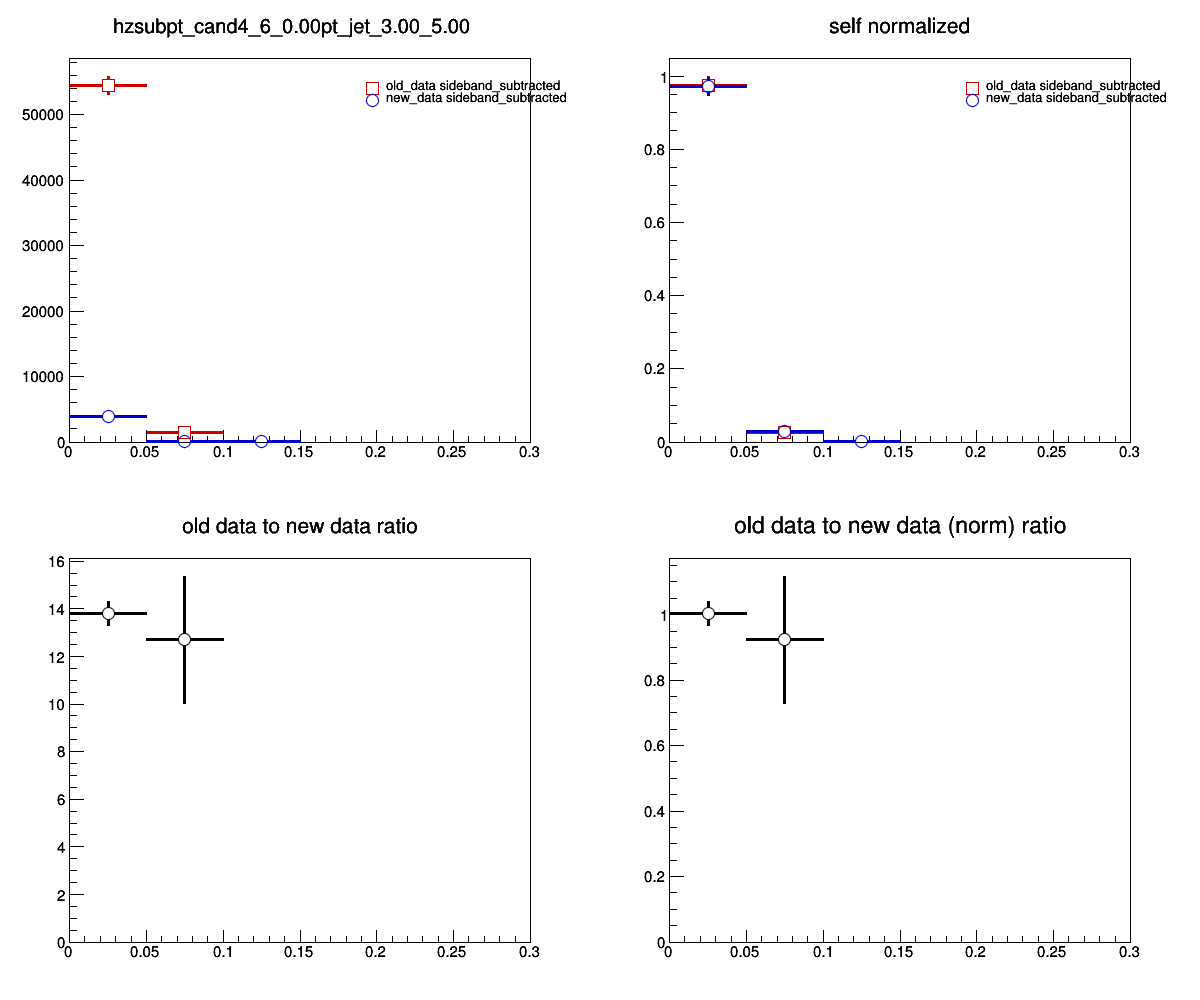 hzsubpt_cand4_6_0.00pt_jet_3.00_5.00
old_data sideband_subtracted
new_data sideband_subtracted
50000
40000
30000
20000
10000
0
0 0.05 0.1 0.15 0.2 0.25 0.3
self normalized
old_data sideband_subtracted
new_data sideband_subtracted
1
0.8
0.6
0.4
0.2
0
0 0.05 0.1 0.15 0.2 0.25 0.3
old data to new data ratio
16
14
12
10
8
6
4
2
0
0 0.05 0.1 0.15 0.2 0.25 0.3
old data to new data (norm) ratio
1
0.8
0.6
0.4
0.2
0
0 0.05 0.1 0.15 0.2 0.25 0.3